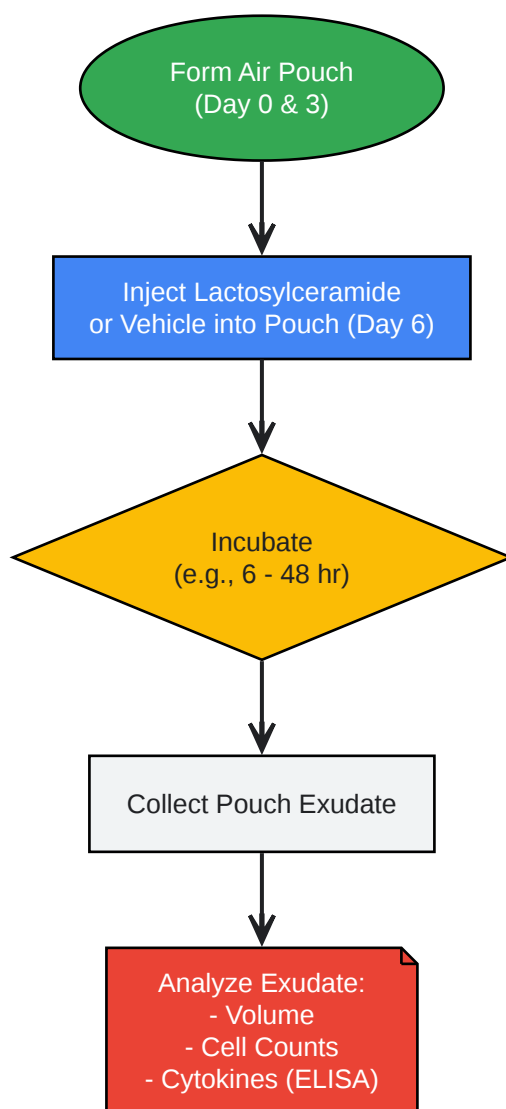 Form Air Pouch
(Day 0 & 3)
Inject Lactosylceramide
or Vehicle into Pouch (Day 6)
Incubate
(e.g., 6 - 48 hr)
Collect Pouch Exudate
Analyze Exudate:
- Volume
- Cell Counts
- Cytokines (ELISA)